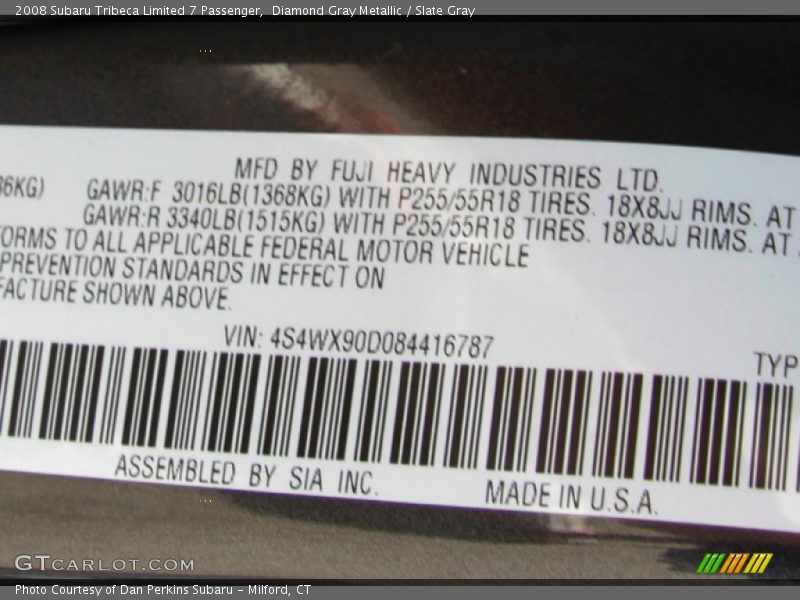 2008 Subaru Tribeca Limited 7 Passenger, Diamond Gray Metallic / Slate Gray
MFD BY FUJI HEAVY INDUSTRIES LTD.
36KG) GAWR:F 3016LB(1368KG) WITH P255/55R18 TIRES. 18X8JJ RIMS. AT
GAWR:R 3340LB(1515KG) WITH P255/55R18 TIRES. 18X8JJ RIMS. AT
FORMS TO ALL APPLICABLE FEDERAL MOTOR VEHICLE
PREVENTION STANDARDS IN EFFECT ON
FACTURE SHOWN ABOVE.
VIN: 4S4WX90D084416787
TYP
ASSEMBLED BY SIA INC. MADE IN U.S.A.
GTCARLOT.COM
Photo Courtesy of Dan Perkins Subaru - Milford, CT